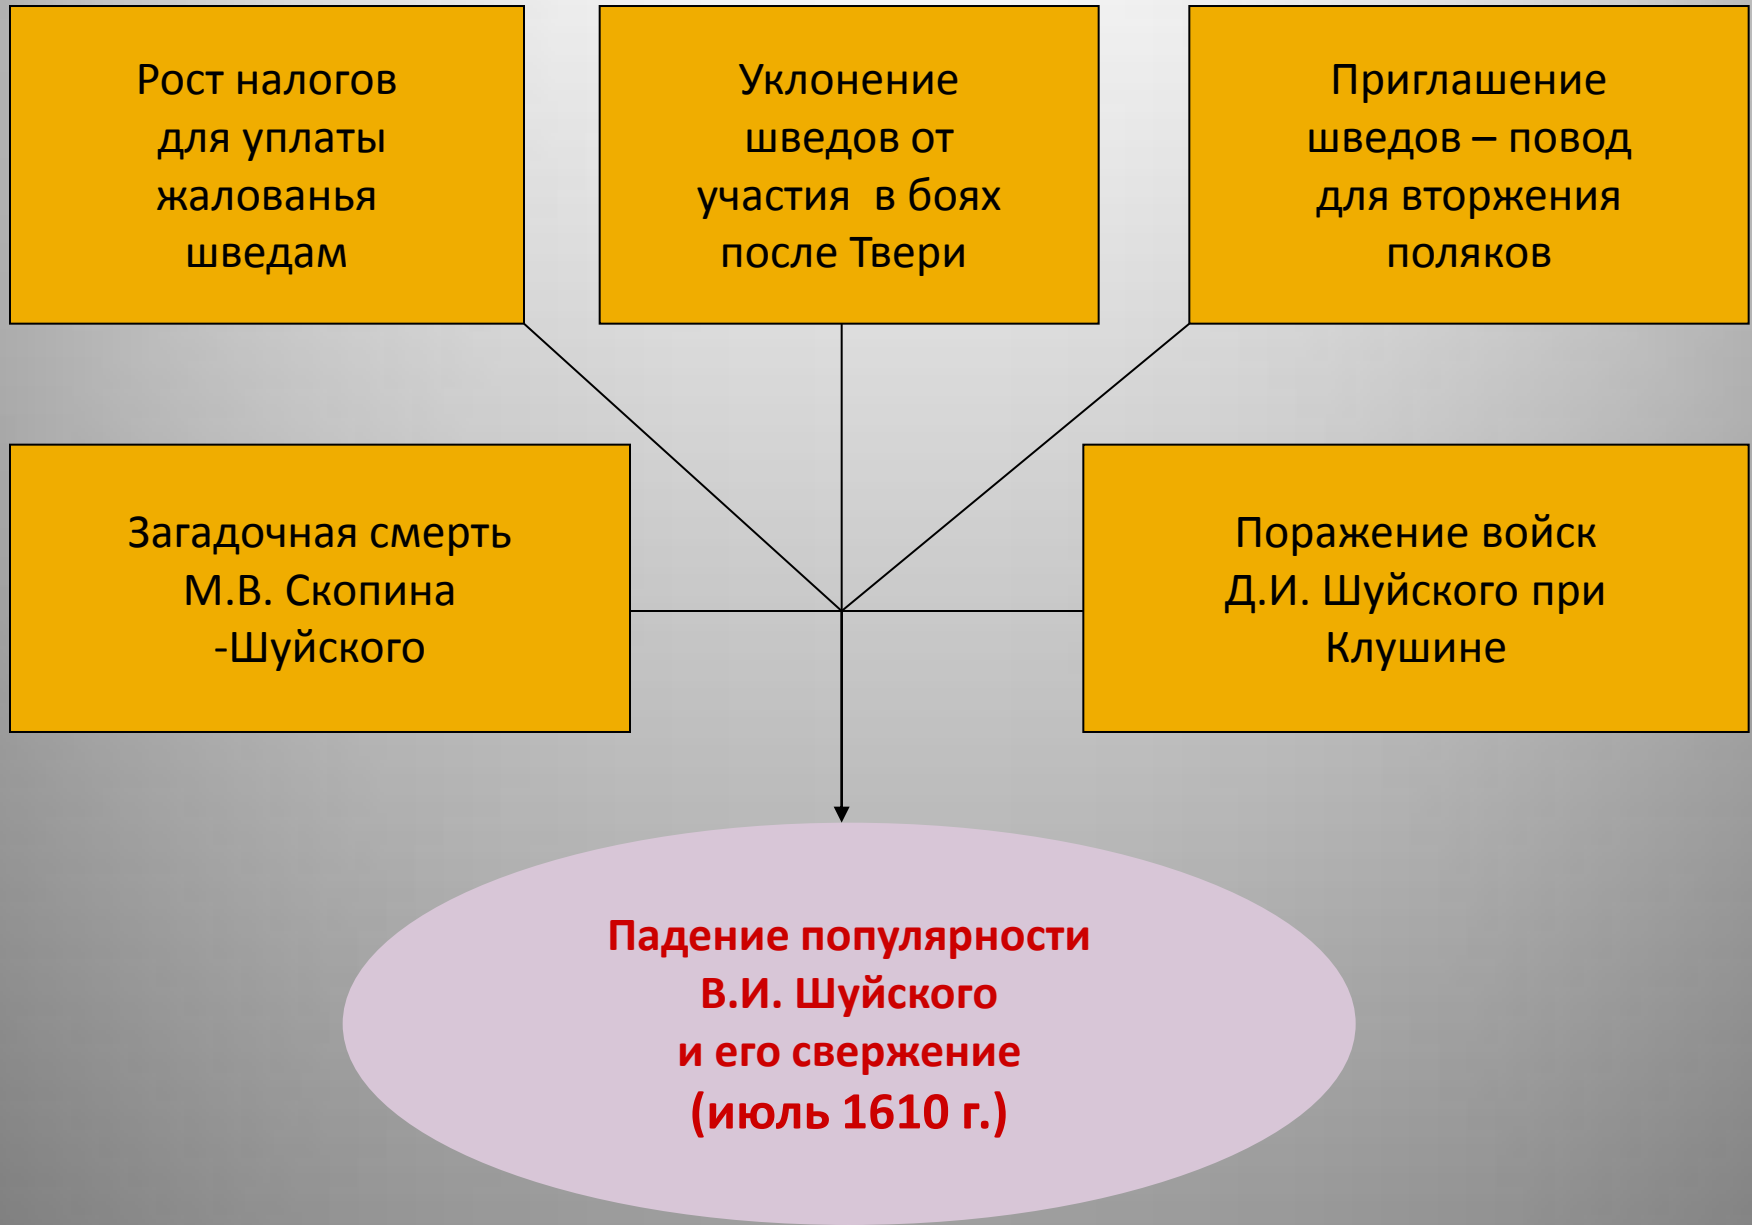 Рост налогов
для уплаты
жалованья
шведам
Уклонение
шведов от
участия в боях
после Твери
Приглашение
шведов – повод
для вторжения
поляков
Загадочная смерть
М.В. Скопина
-Шуйского
Поражение войск
Д.И. Шуйского при
Клушине
Падение популярности
В.И. Шуйского
и его свержение
(июль 1610 г.)